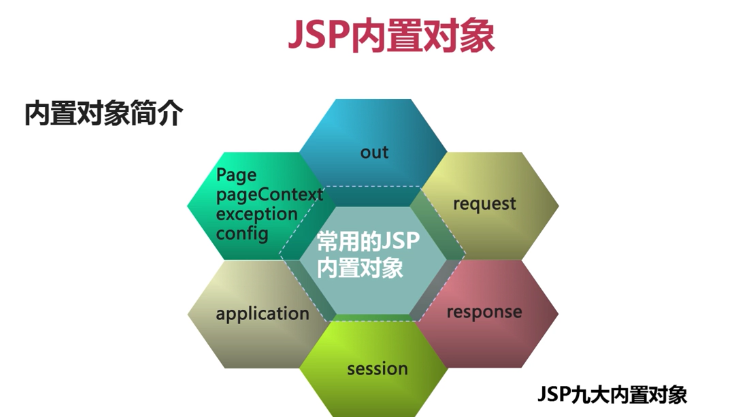 JSP内置对象
内置对象简介
out
Page
pageContext
exception
config
request
常用的JSP
内置对象
application
response
session
JSP九大内置对象